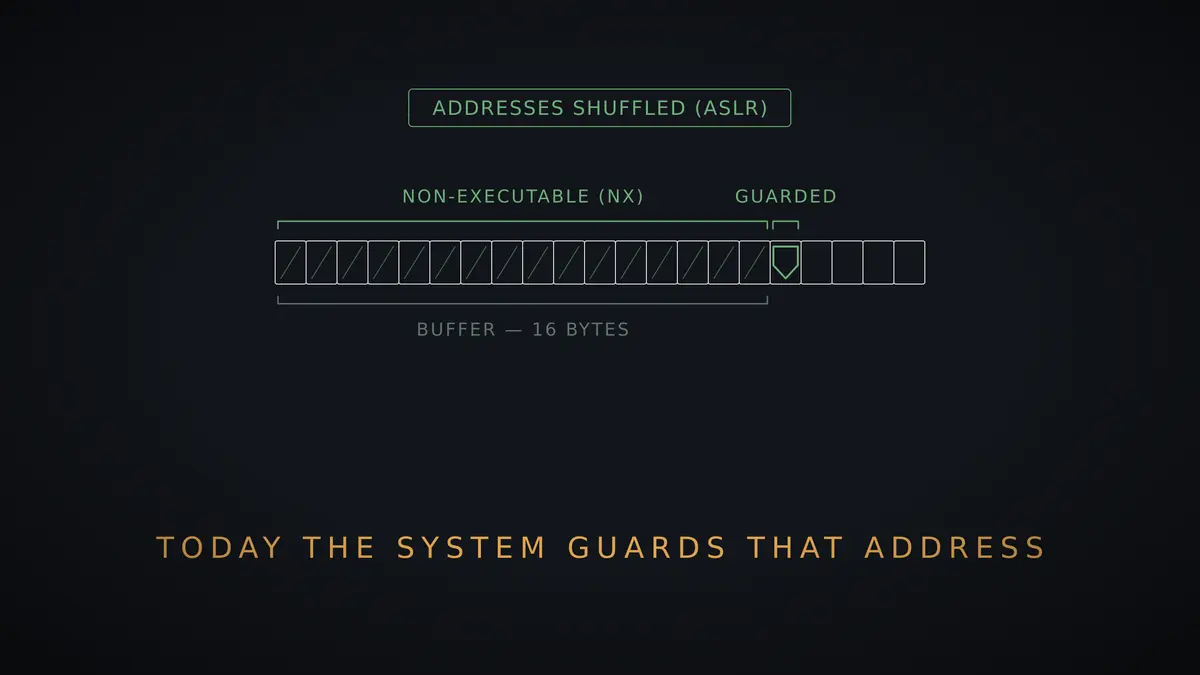 ADDRESSES SHUFFLED (ASLR)
NON-EXECUTABLE (NX) GUARDED
BUFFER — 16 BYTES
TODAY THE SYSTEM GUARDS THAT ADDRESS